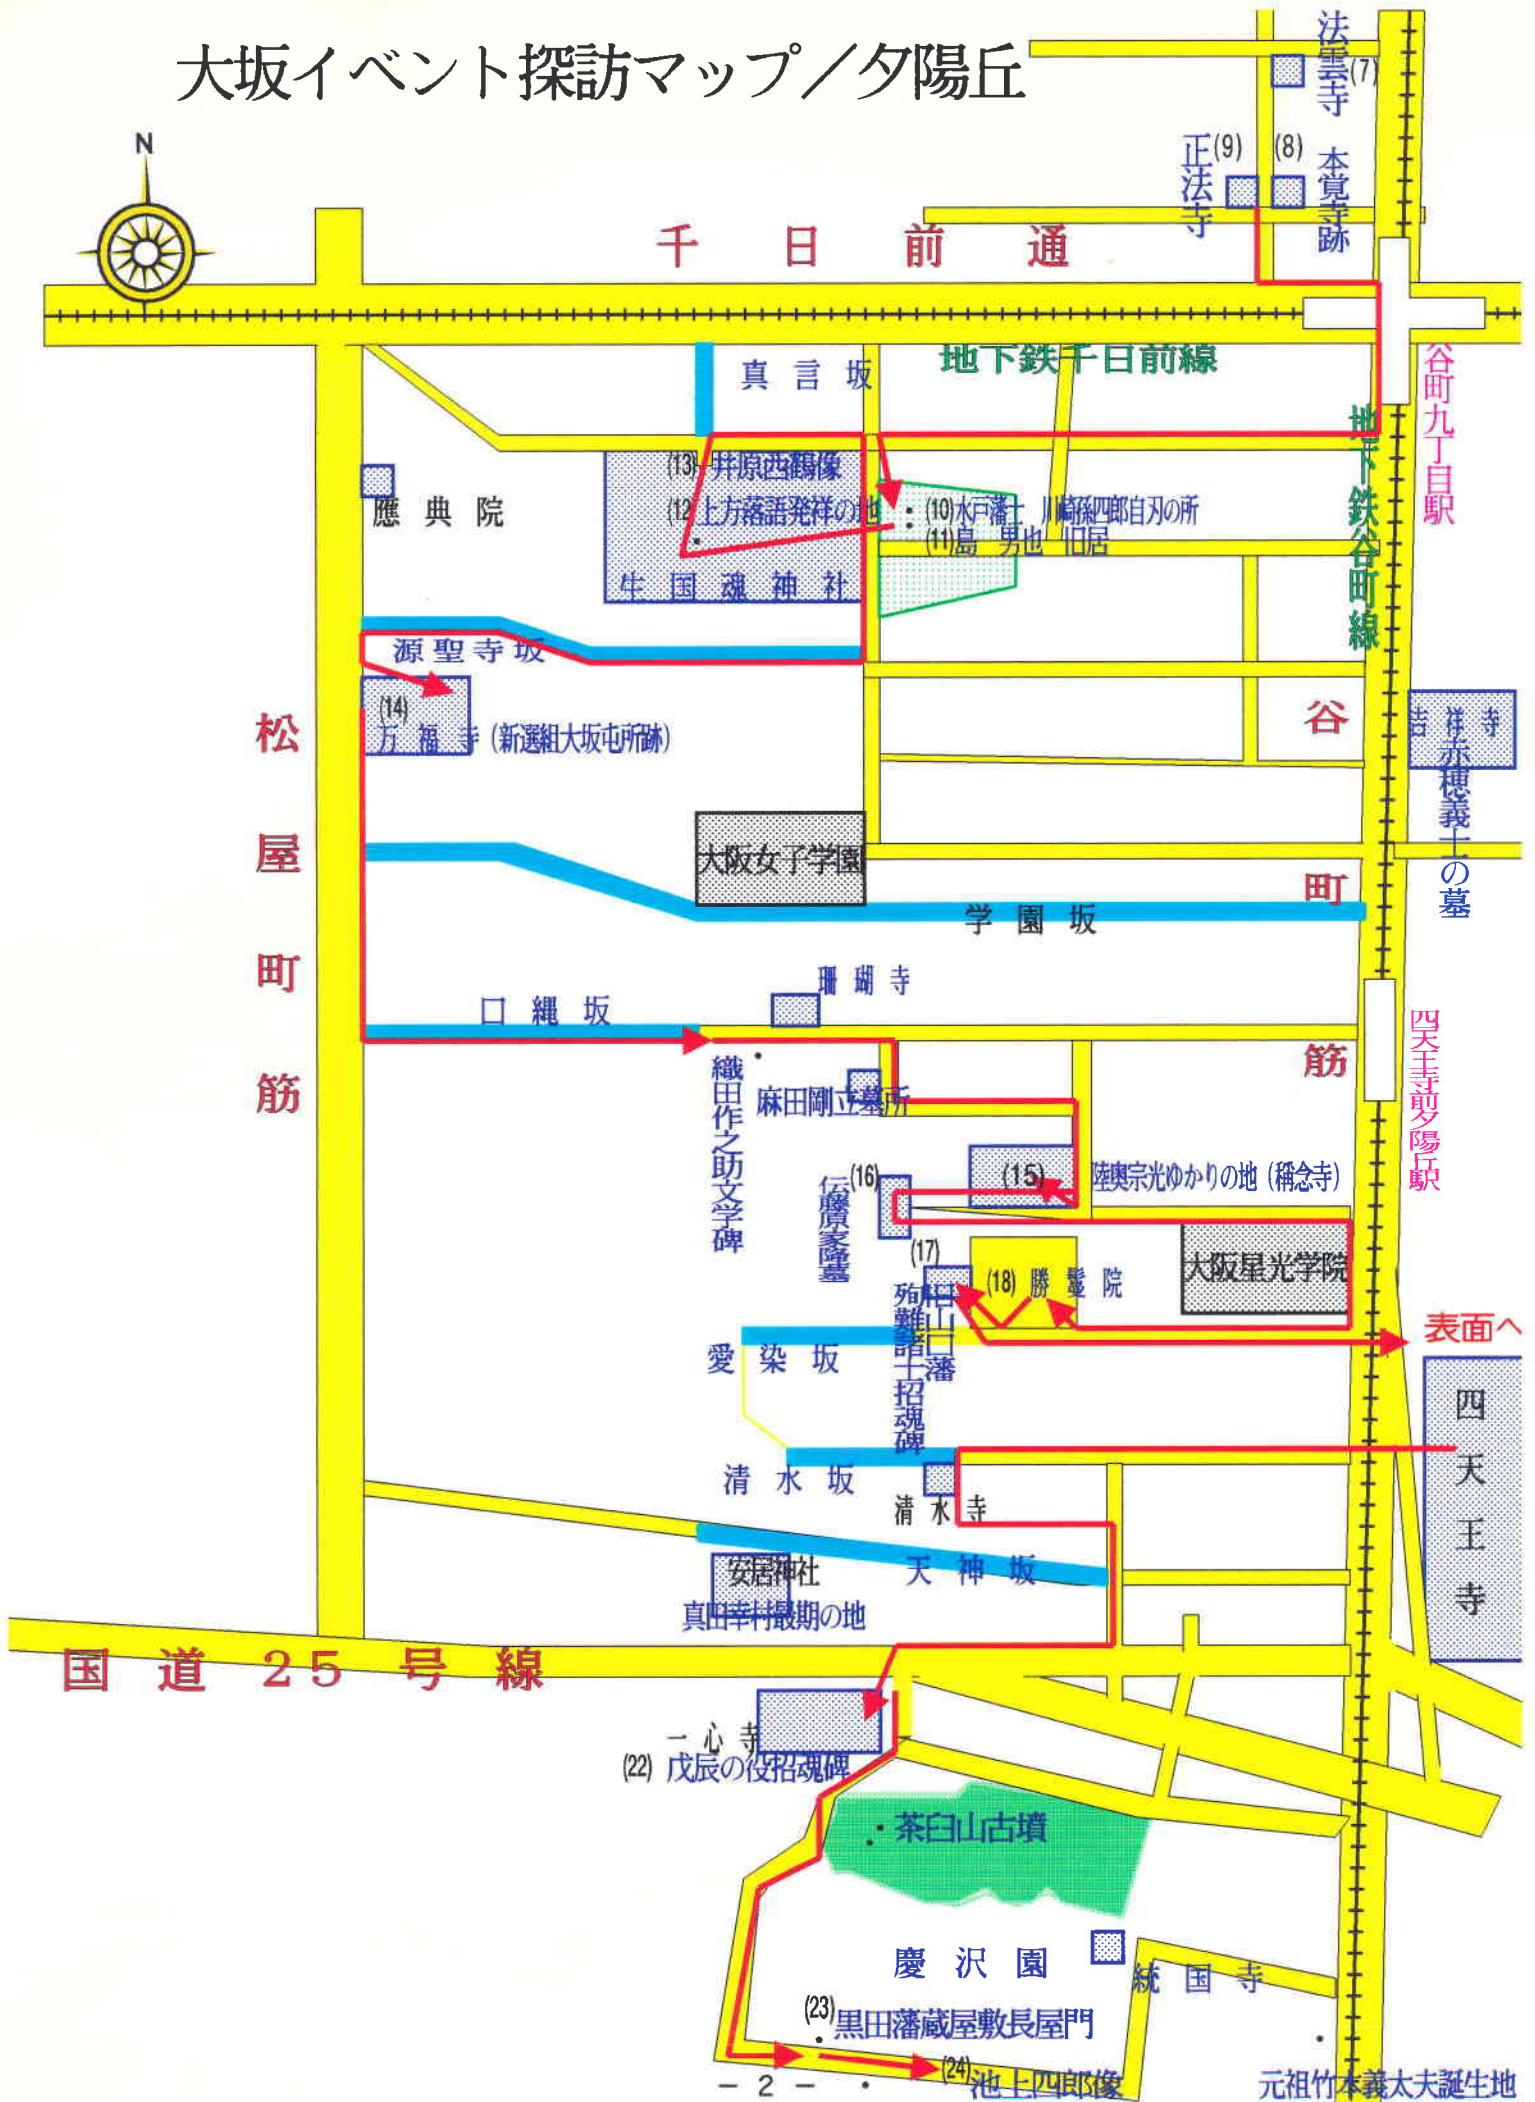 大坂イベント探訪マップ／夕陽丘
N
法雲寺
(7)
正法寺
(9)
(8)
本覚寺跡
千日前通
地下鉄千日前線
谷町九丁目駅
真言坂
地下鉄谷町線
應典院
(13) 井原西鶴像
(12 上方落語発祥の地
生国魂神社
(10)水戸藩士 川崎孫四郎自刃の所
(11)島 男也 旧居
源聖寺坂
(14)
万福寺（新選組大坂屯所跡）
松屋町筋
谷町筋
吉祥寺
赤穂義士の墓
大阪女子学園
学園坂
珊瑚寺
口縄坂
四天王寺前夕陽丘駅
織田作之助文学碑
麻田剛立墓所
(15)
陸奥宗光ゆかりの地（稱念寺）
(16)
伝藤原家隆墓
大阪星光学院
(17)
旧山口藩
殉難諸士招魂碑
(18) 勝鬘院
表面へ
愛染坂
四天王寺
清水坂
清水寺
天神坂
安居神社
真田幸村最期の地
国道25号線
一心寺
(22) 戊辰の役招魂碑
茶臼山古墳
慶沢園
統国寺
(23)
黒田藩蔵屋敷長屋門
(24)
池上四郎像
元祖竹本義太夫誕生地
－2－